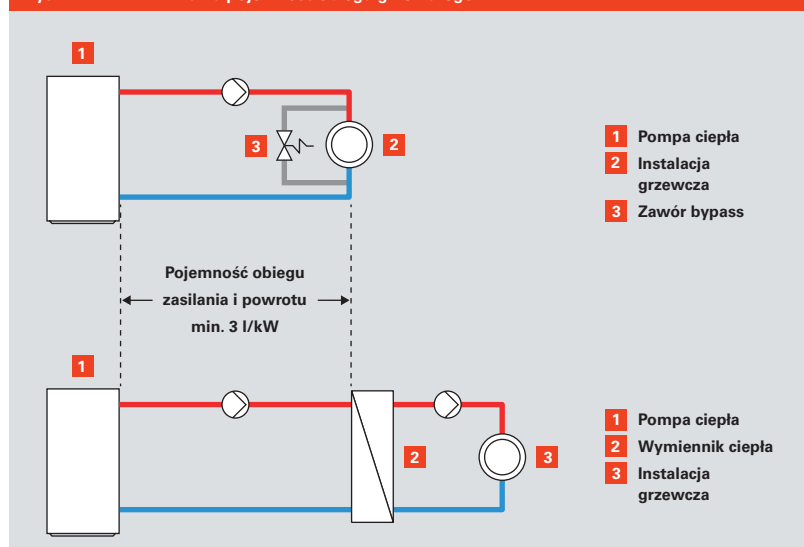 1
1 Pompa ciepła
2 Instalacja
grzewcza
3 Zawór bypass
3
2
Pojemność obiegu
zasilania i powrotu
min. 3 l/kW
1
1 Pompa ciepła
2 Wymiennik ciepła
3 Instalacja
grzewcza
2
3